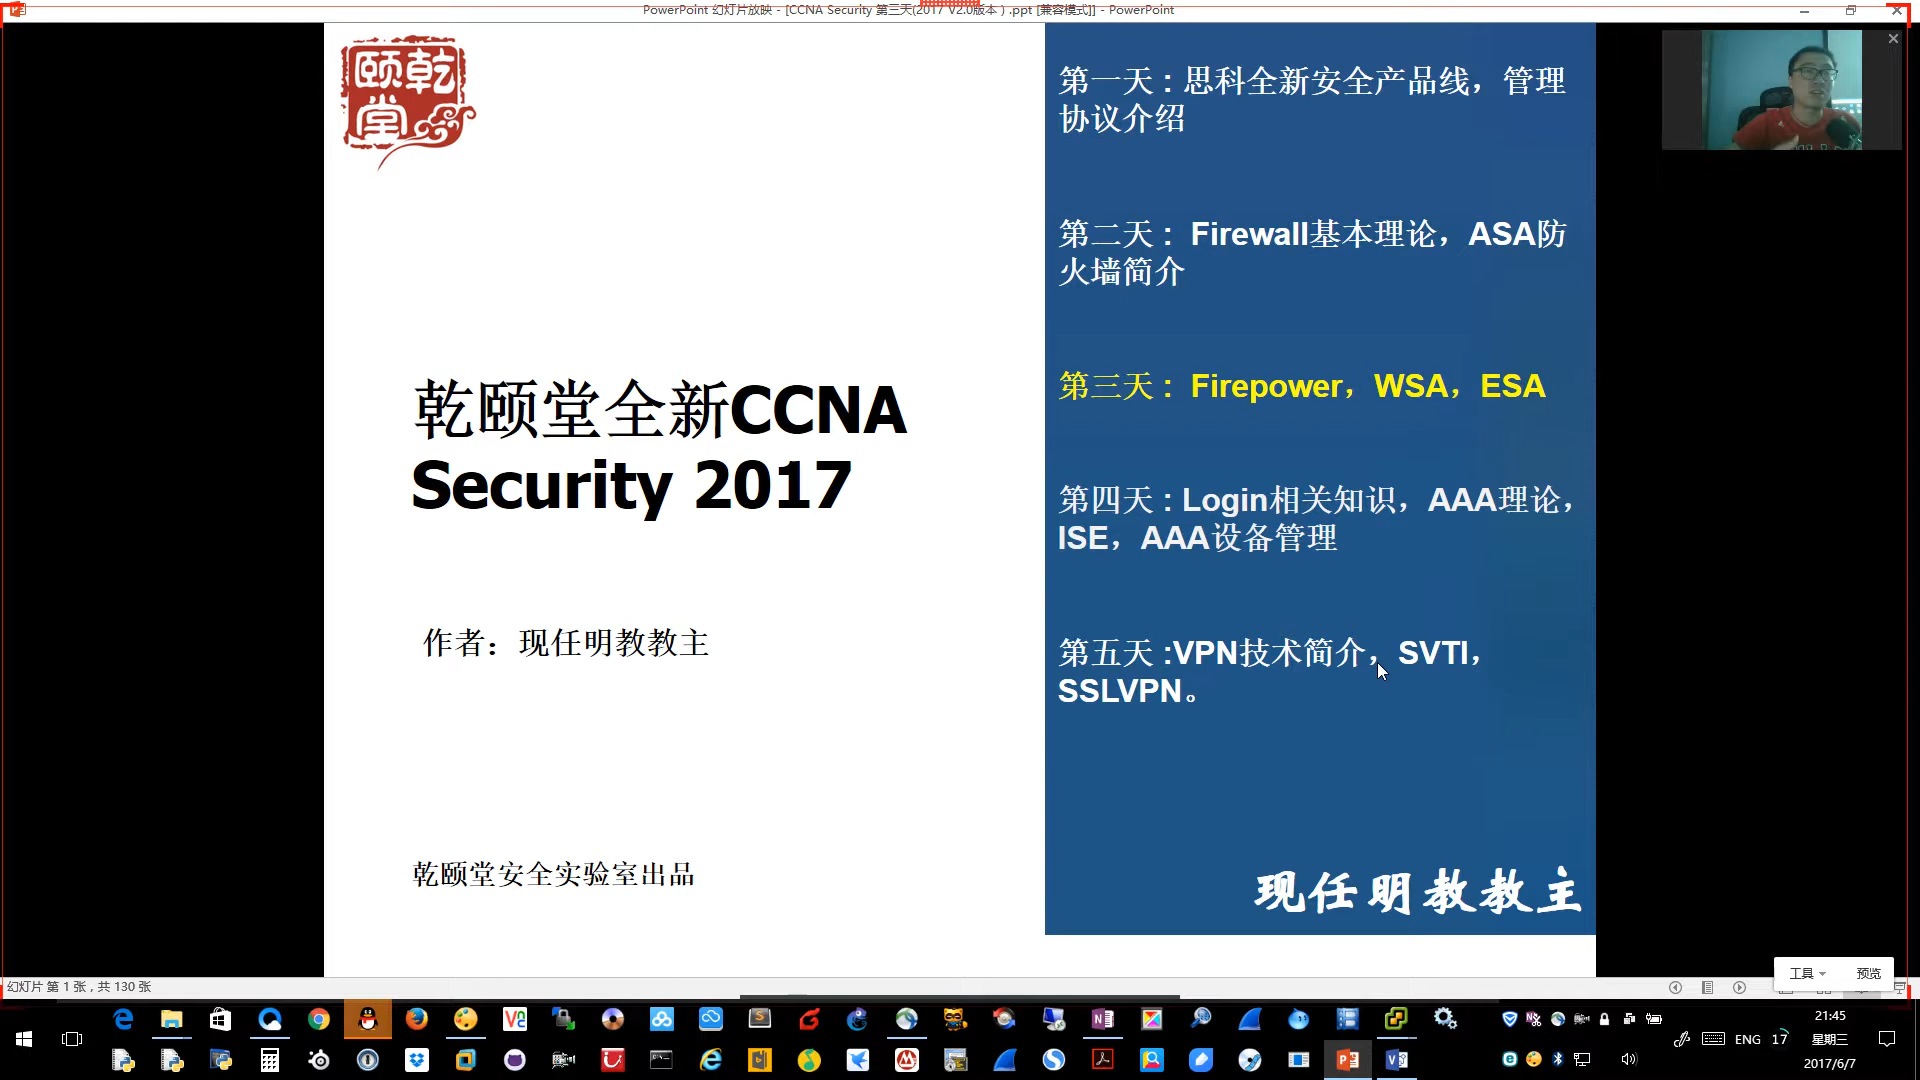 PowerPoint 幻灯片放映 - [CCNA Security 第三天(2017 V2.0版本 ) .ppt [兼容模式]] - PowerPoint
乾颐堂
第一天 : 思科全新安全产品线，管理
协议介绍
第二天 : Firewall基本理论，ASA防
火墙简介
第三天 : Firepower，WSA，ESA
第四天 : Login相关知识，AAA理论，
ISE，AAA设备管理
第五天 :VPN技术简介，SVTI，
SSLVPN。
现任明教教主
乾颐堂全新CCNA
Security 2017
作者：现任明教教主
乾颐堂安全实验室出品
工具
预览
幻灯片 第 1 张，共 130 张
ENG
17
21:45
星期三
2017/6/7